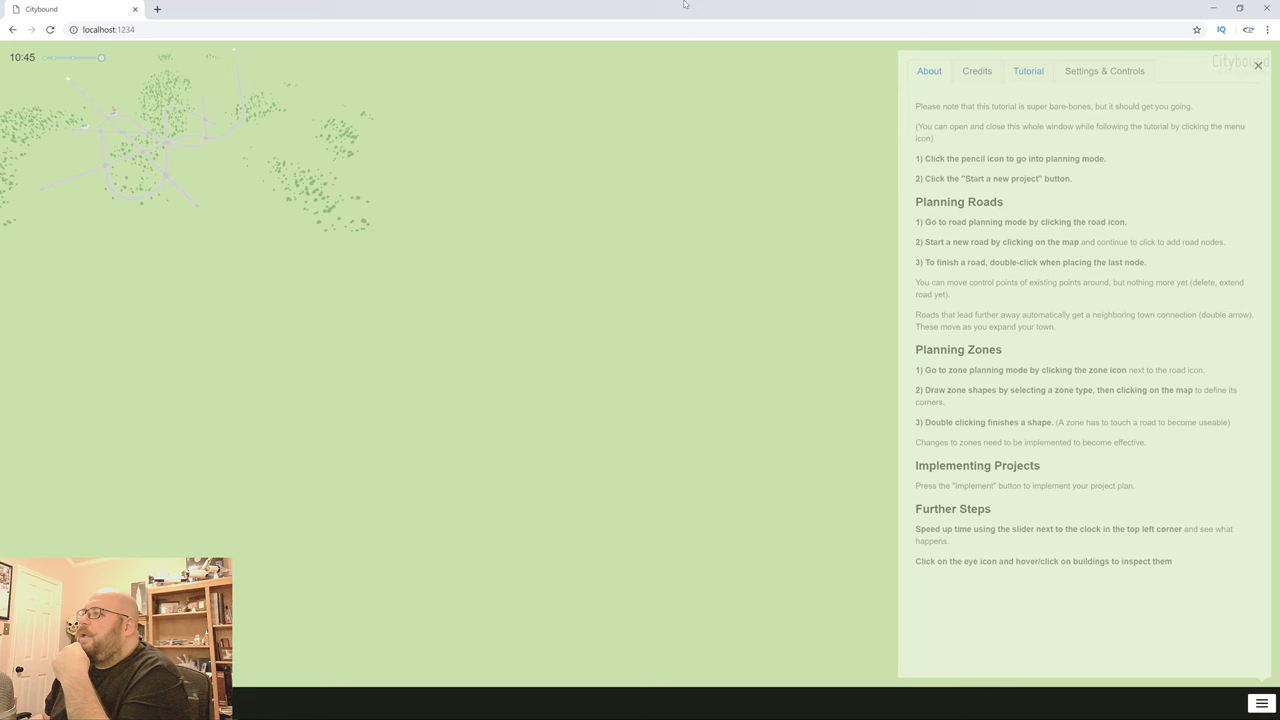 Citybound
localhost:1234
IQ
10:45
Citybound
About
Credits
Tutorial
Settings & Controls
Please note that this tutorial is super bare-bones, but it should get you going.
(You can open and close this whole window while following the tutorial by clicking the menu
icon)
1) Click the pencil icon to go into planning mode.
2) Click the "Start a new project" button.
Planning Roads
1) Go to road planning mode by clicking the road icon.
2) Start a new road by clicking on the map and continue to click to add road nodes.
3) To finish a road, double-click when placing the last node.
You can move control points of existing points around, but nothing more yet (delete, extend
road yet).
Roads that lead further away automatically get a neighboring town connection (double arrow).
These move as you expand your town.
Planning Zones
1) Go to zone planning mode by clicking the zone icon next to the road icon.
2) Draw zone shapes by selecting a zone type, then clicking on the map to define its
corners.
3) Double clicking finishes a shape. (A zone has to touch a road to become useable)
Changes to zones need to be implemented to become effective.
Implementing Projects
Press the "Implement" button to implement your project plan.
Further Steps
Speed up time using the slider next to the clock in the top left corner and see what
happens.
Click on the eye icon and hover/click on buildings to inspect them